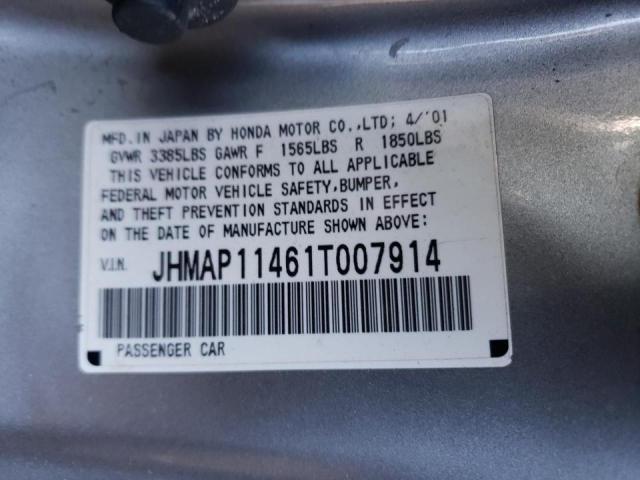 MFD. IN JAPAN BY HONDA MOTOR CO.,LTD; 4/'01
GVWR 3385LBS GAWR F 1565LBS R 1850LBS
THIS VEHICLE CONFORMS TO ALL APPLICABLE
FEDERAL MOTOR VEHICLE SAFETY,BUMPER,
AND THEFT PREVENTION STANDARDS IN EFFECT
ON THE DATE OF MANUFACTURE SHOWN ABOVE:
V.I.N. JHMAP11461T007914
PASSENGER CAR